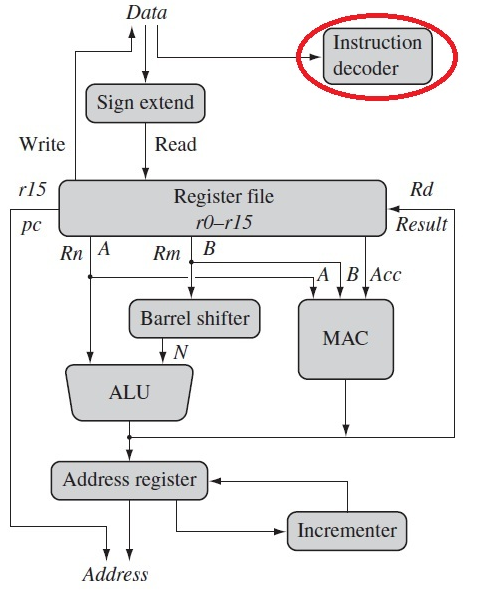 Data
Instruction
decoder
Sign extend
Write
Read
r15
Register file
Rd
pc
r0–r15
Result
Rn A
Rm B
A B Acc
Barrel shifter
MAC
N
ALU
Address register
Incrementer
Address